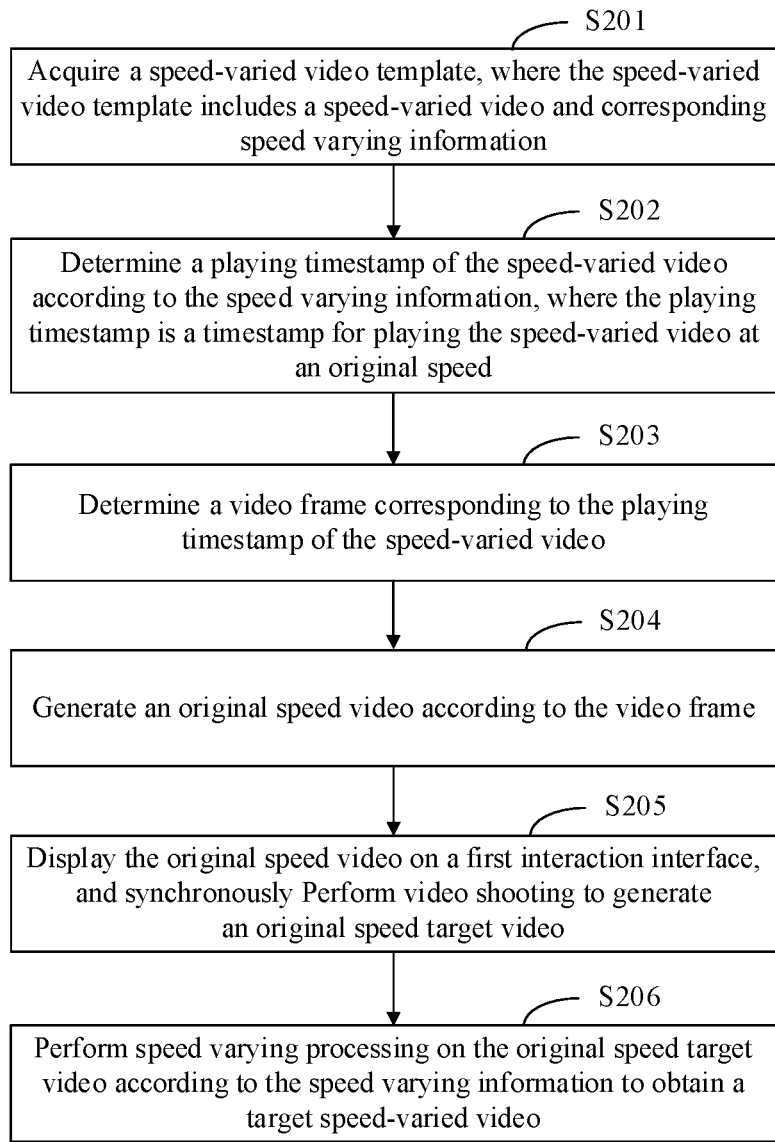 S201
Acquire a speed-varied video template, where the speed-varied
video template includes a speed-varied video and corresponding
speed varying information
S202
Determine a playing timestamp of the speed-varied video
according to the speed varying information, where the playing
timestamp is a timestamp for playing the speed-varied video at
an original speed
S203
Determine a video frame corresponding to the playing
timestamp of the speed-varied video
S204
Generate an original speed video according to the video frame
S205
Display the original speed video on a first interaction interface,
and synchronously Perform video shooting to generate
an original speed target video
S206
Perform speed varying processing on the original speed target
video according to the speed varying information to obtain a
target speed-varied video